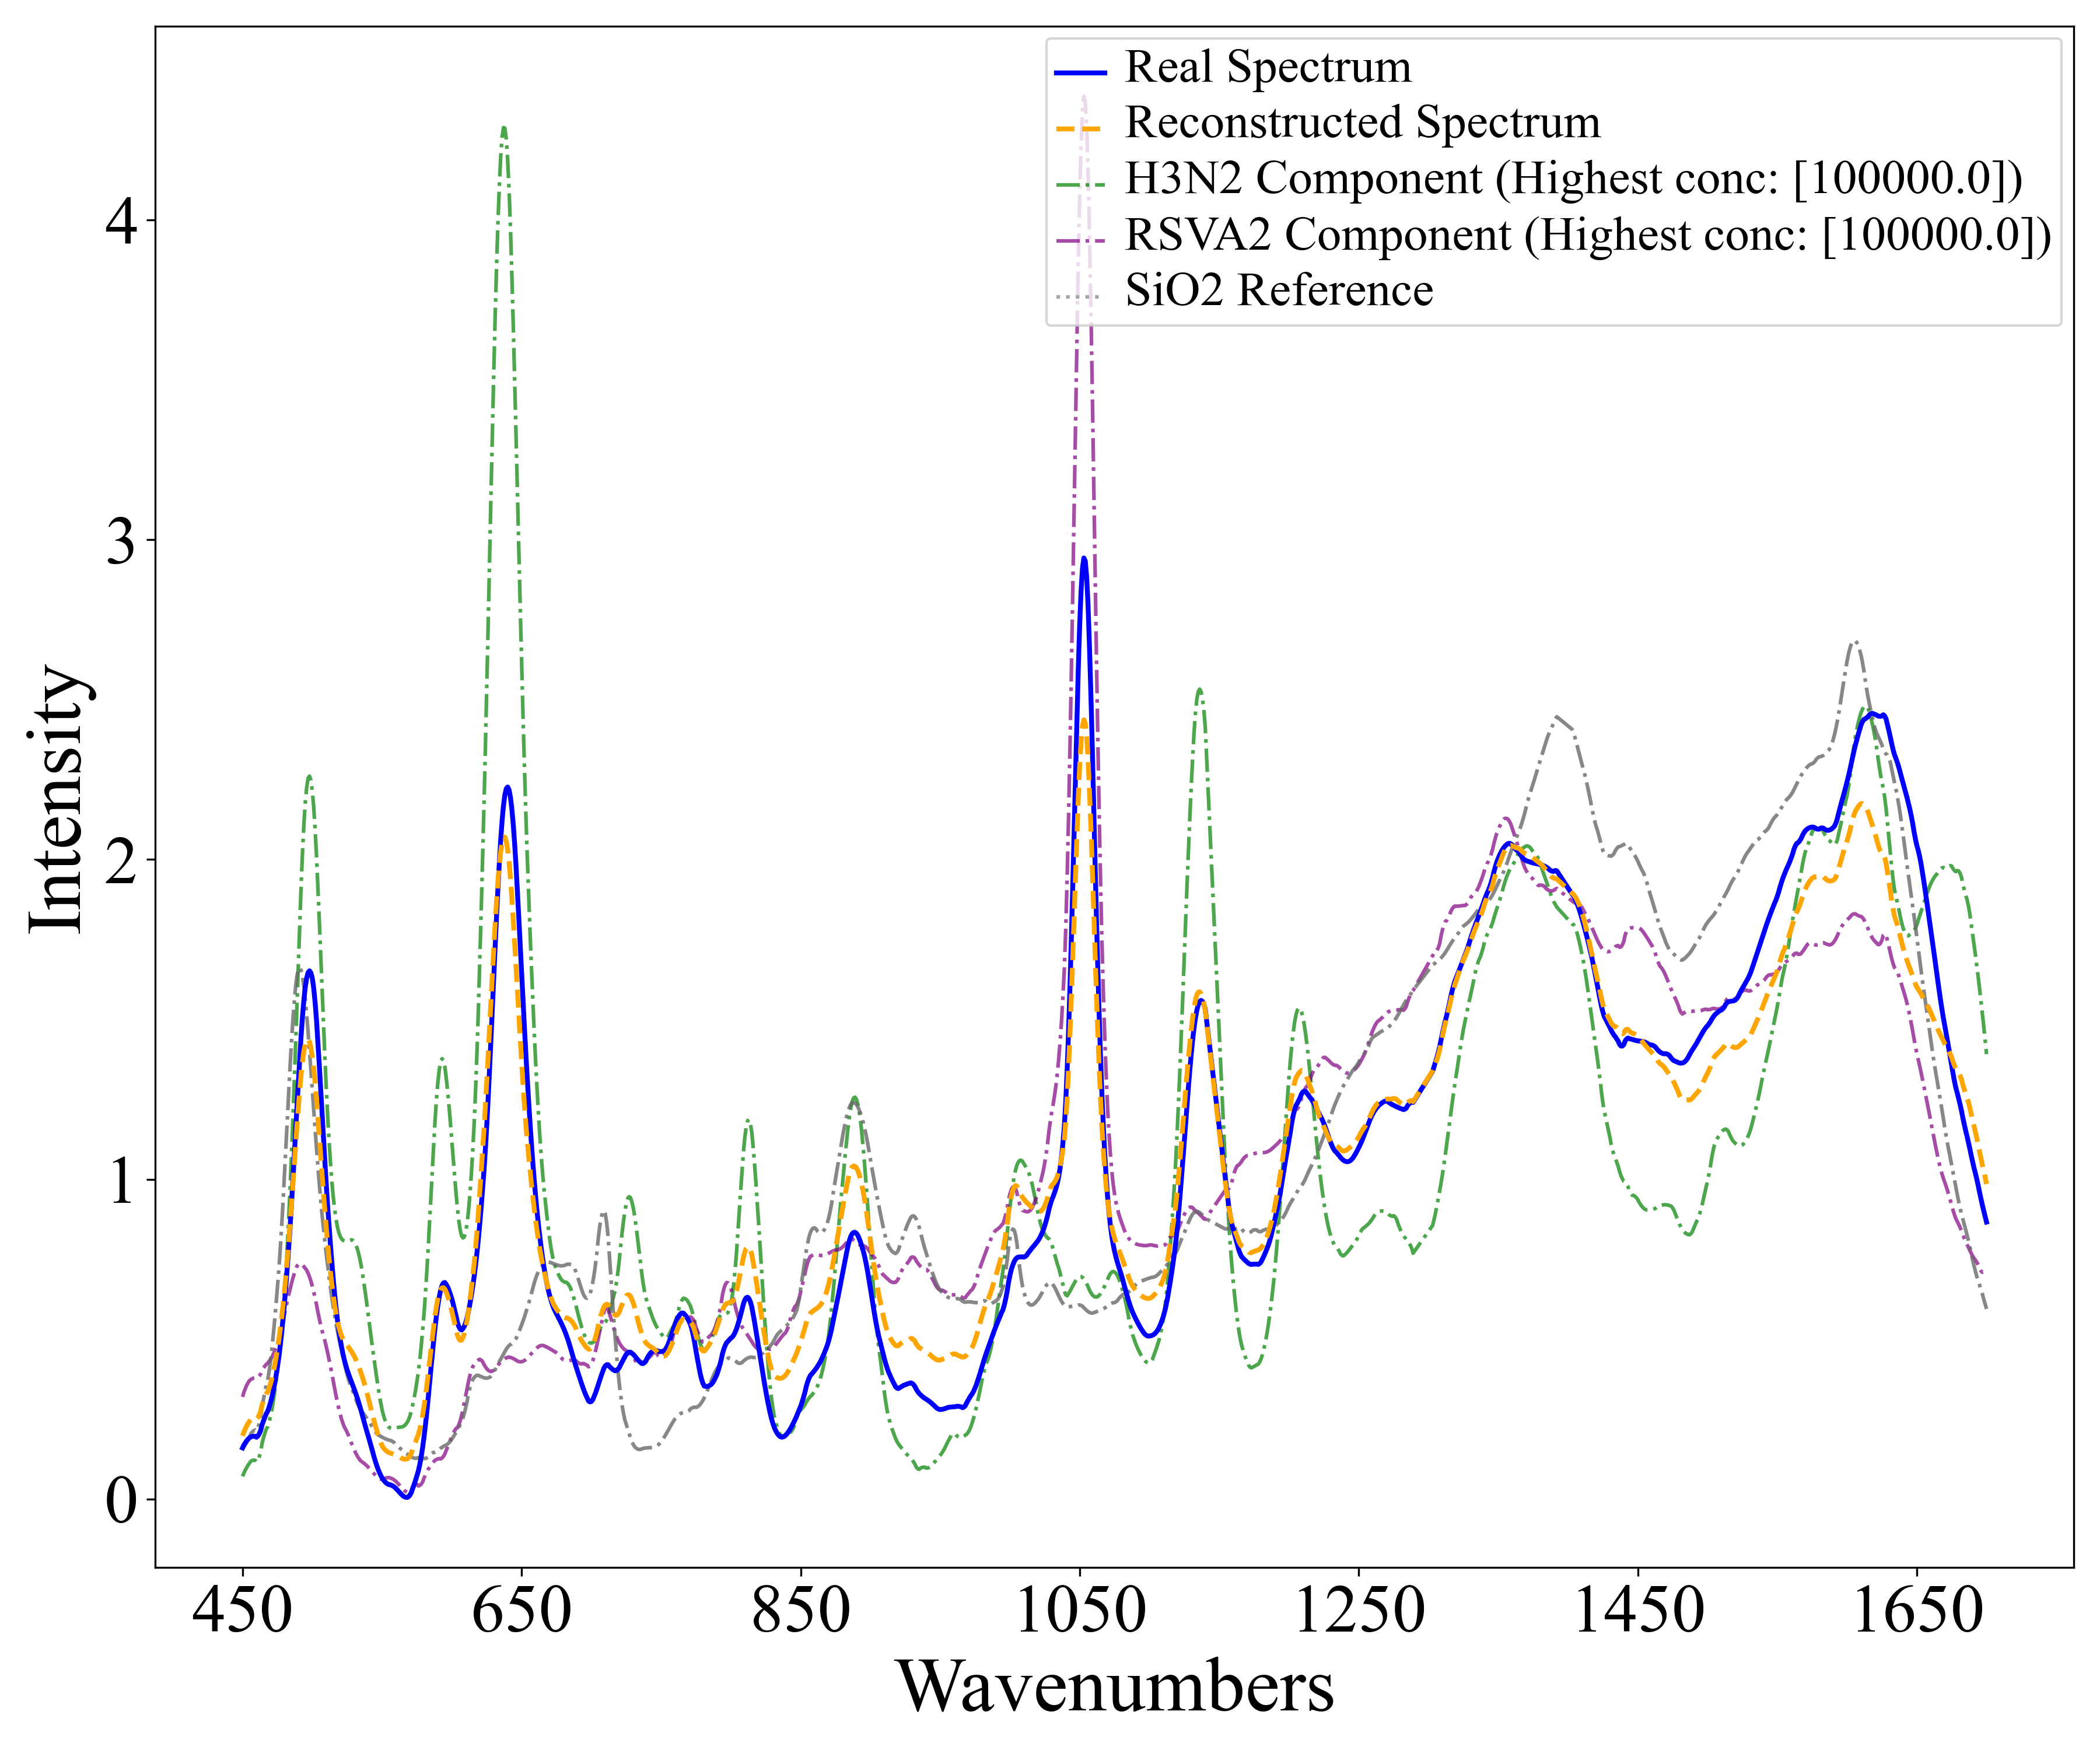 Real Spectrum
Reconstructed Spectrum
H3N2 Component (Highest conc: [100000.0])
RSVA2 Component (Highest conc: [100000.0])
SiO2 Reference
Intensity
4
3
2
1
0
450 650 850 1050 1250 1450 1650
Wavenumbers